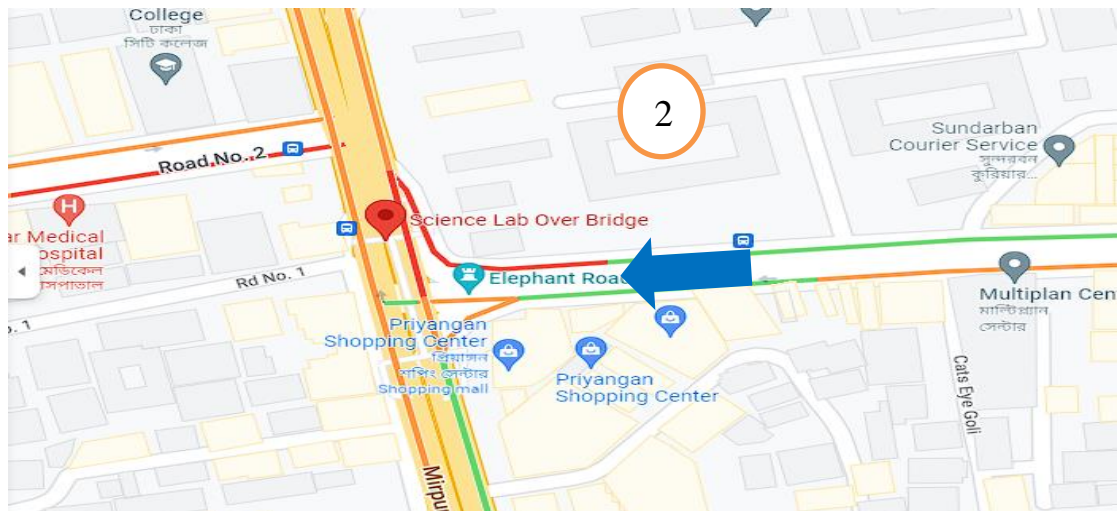 College
ঢাকা
সিটি কলেজ
2
Sundarban
Courier Service
সুন্দরবন
কুরিয়ার...
Road No. 2
H
Science Lab Over Bridge
ar Medical
ospital
মেডিকেল
সপাতাল
Rd No. 1
Elephant Roa
Multiplan Cen
মাল্টিপ্ল্যান
সেন্টার
. 1
Priyangan
Shopping Center
প্রিয়াঙ্গন
শপিং সেন্টার
Shopping mall
Priyangan
Shopping Center
Cats Eye Goli
Mirpu